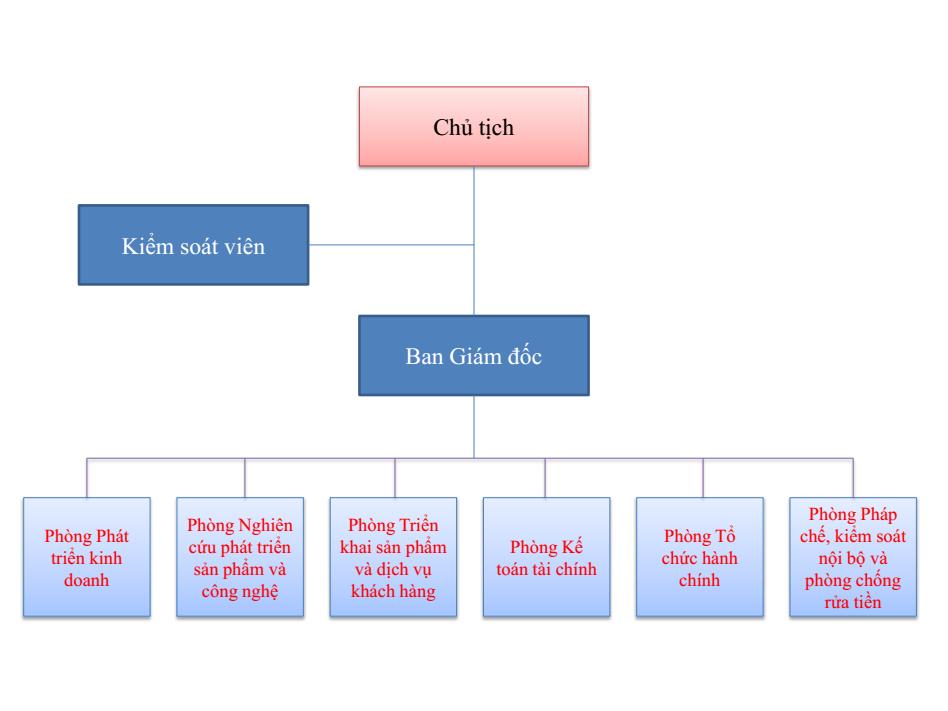 Chủ tịch
Kiểm soát viên
Ban Giám đốc
Phòng Phát
triển kinh
doanh
Phòng Nghiên
cứu phát triển
sản phẩm và
công nghệ
Phòng Triển
khai sản phẩm
và dịch vụ
khách hàng
Phòng Kế
toán tài chính
Phòng Tổ
chức hành
chính
Phòng Pháp
chế, kiểm soát
nội bộ và
phòng chống
rửa tiền